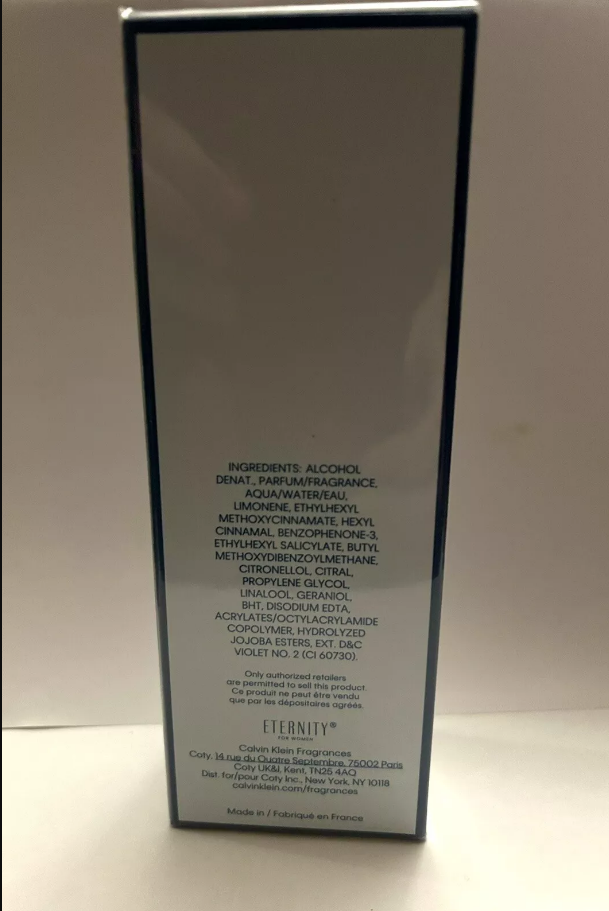 INGREDIENTS: ALCOHOL
DENAT., PARFUM/FRAGRANCE,
AQUA/WATER/EAU,
LIMONENE, ETHYLHEXYL
METHOXYCINNAMATE, HEXYL
CINNAMAL, BENZOPHENONE-3,
ETHYLHEXYL SALICYLATE, BUTYL
METHOXYDIBENZOYLMETHANE,
CITRONELLOL, CITRAL,
PROPYLENE GLYCOL,
LINALOOL, GERANIOL,
BHT, DISODIUM EDTA,
ACRYLATES/OCTYLACRYLAMIDE
COPOLYMER, HYDROLYZED
JOJOBA ESTERS, EXT. D&C
VIOLET NO. 2 (CI 60730).
Only authorized retailers
are permitted to sell this product.
Ce produit ne peut être vendu
que par les dépositaires agréés.
ETERNITY®
FOR WOMEN
Calvin Klein Fragrances
Coty, 14 rue du Quatre Septembre, 75002 Paris
Coty UK&I, Kent, TN25 4AQ
Dist. for/pour Coty Inc., New York, NY 10118
calvinklein.com/fragrances
Made in / Fabriqué en France